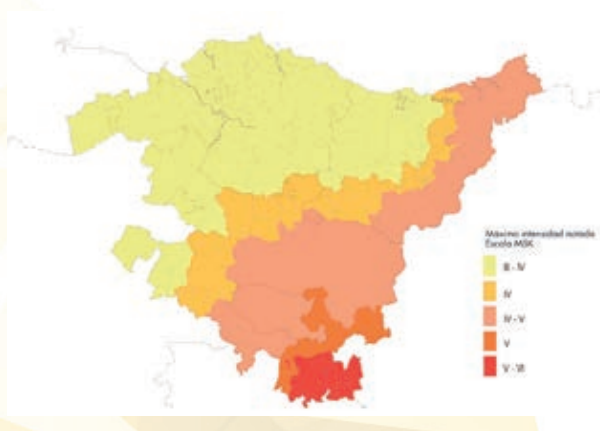 Máxima intensidad notada
Escala MSK
III - IV
IV
IV - V
V
V - VI